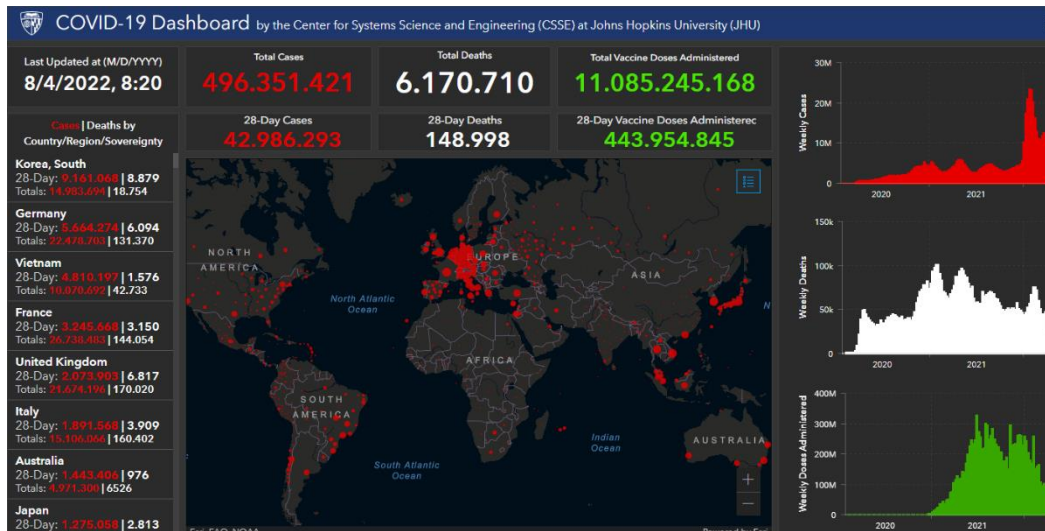 COVID-19 Dashboard by the Center for Systems Science and Engineering (CSSE) at Johns Hopkins University (JHU)
Last Updated at (M/D/YYYY)
8/4/2022, 8:20
Total Cases
496.351.421
Total Deaths
6.170.710
Total Vaccine Doses Administered
11.085.245.168
28-Day Cases
42.986.293
28-Day Deaths
148.998
28-Day Vaccine Doses Administerec
443.954.845
Cases | Deaths by
Country/Region/Sovereignty
Korea, South
28-Day: 9.161.068 | 8.879
Totals: 14.983.694 | 18.754
Germany
28-Day: 5.664.274 | 6.094
Totals: 22.478.703 | 131.370
Vietnam
28-Day: 4.810.197 | 1.576
Totals: 10.070.692 | 42.733
France
28-Day: 3.245.668 | 3.150
Totals: 26.738.483 | 144.054
United Kingdom
28-Day: 2.073.903 | 6.817
Totals: 21.674.196 | 170.020
Italy
28-Day: 1.891.568 | 3.909
Totals: 15.106.066 | 160.402
Australia
28-Day: 1.443.406 | 976
Totals: 4.971.300 | 6526
Japan
28-Day: 1.275.058 | 2.813
NORTH
AMERICA
EUROPE
ASIA
North Atlantic
Ocean
N
AFRICA
SOUTH
AMERICA
Indian
Ocean
AUSTRALIA
South Atlantic
Ocean
+
−
Esri, FAO, NOAA
Powered by Esri
Weekly Cases
30M
20M
10M
0
2020
2021
Weekly Deaths
150k
100k
50k
0
2020
2021
Weekly Doses Administered
400M
300M
200M
100M
0
2020
2021